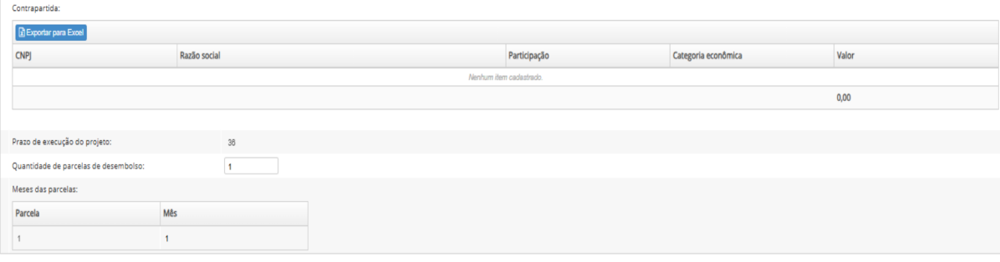 Contrapartida:
Exportar para Excel
CNPJ Razão social Participação Categoria econômica Valor
Nenhum item cadastrado.
0,00
Prazo de execução do projeto: 36
Quantidade de parcelas de desembolso: 1
Meses das parcelas:
Parcela Mês
1 1